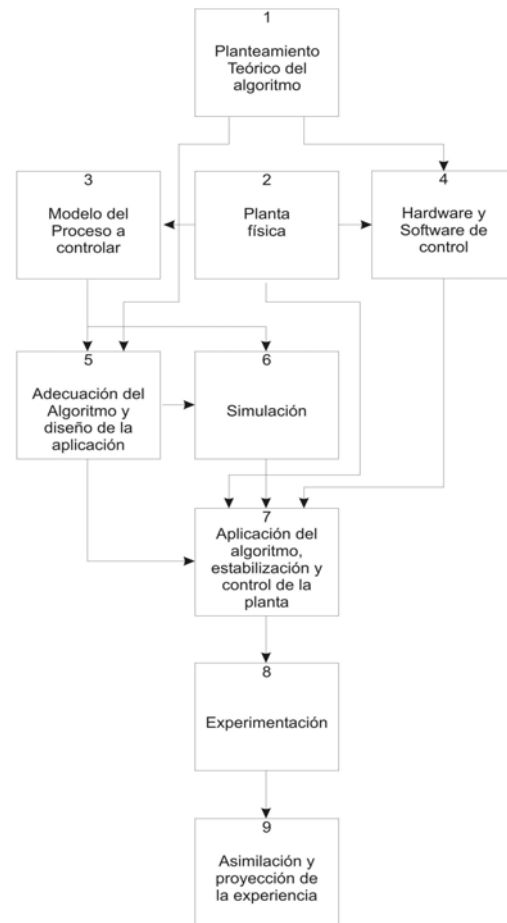 1
Planteamiento
Teórico del
algoritmo
3
Modelo del
Proceso a
controlar
2
Planta
física
4
Hardware y
Software de
control
5
Adecuación del
Algoritmo y
diseño de la
aplicación
6
Simulación
7
Aplicación del
algoritmo,
estabilización y
control de la
planta
8
Experimentación
9
Asimilación y
proyección de
la experiencia